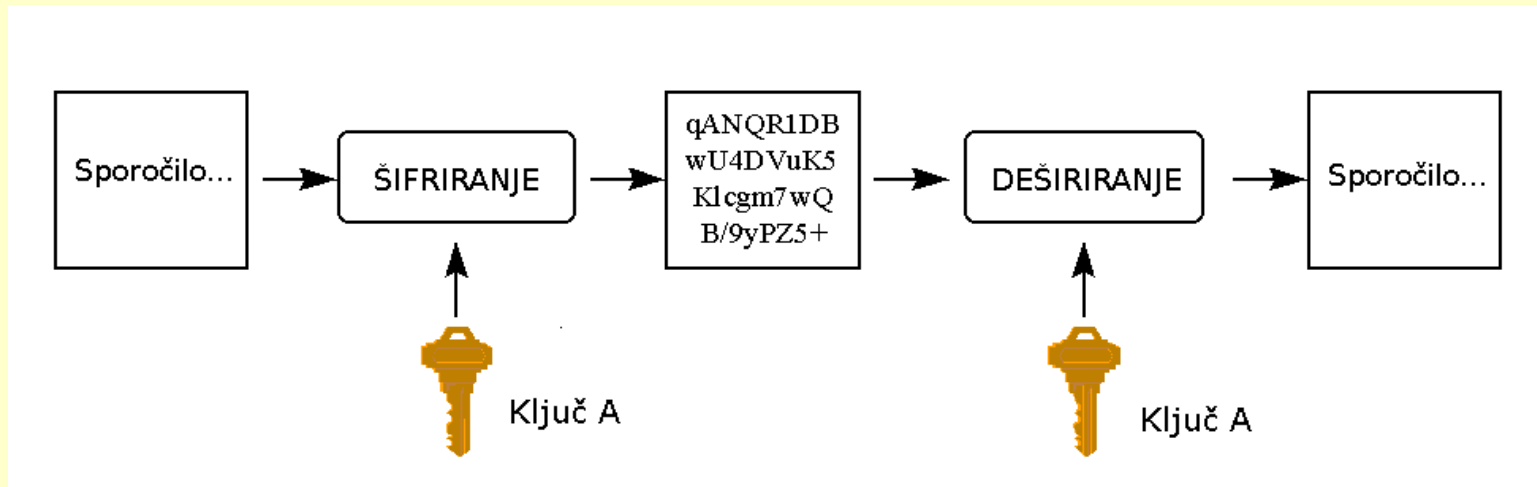 Sporočilo...
ŠIFRIRANJE
qANQR1DB
wU4DVuK5
Klcgm7wQ
B/9yPZ5+
DEŠIRIRANJE
Sporočilo...
Ključ A
Ključ A